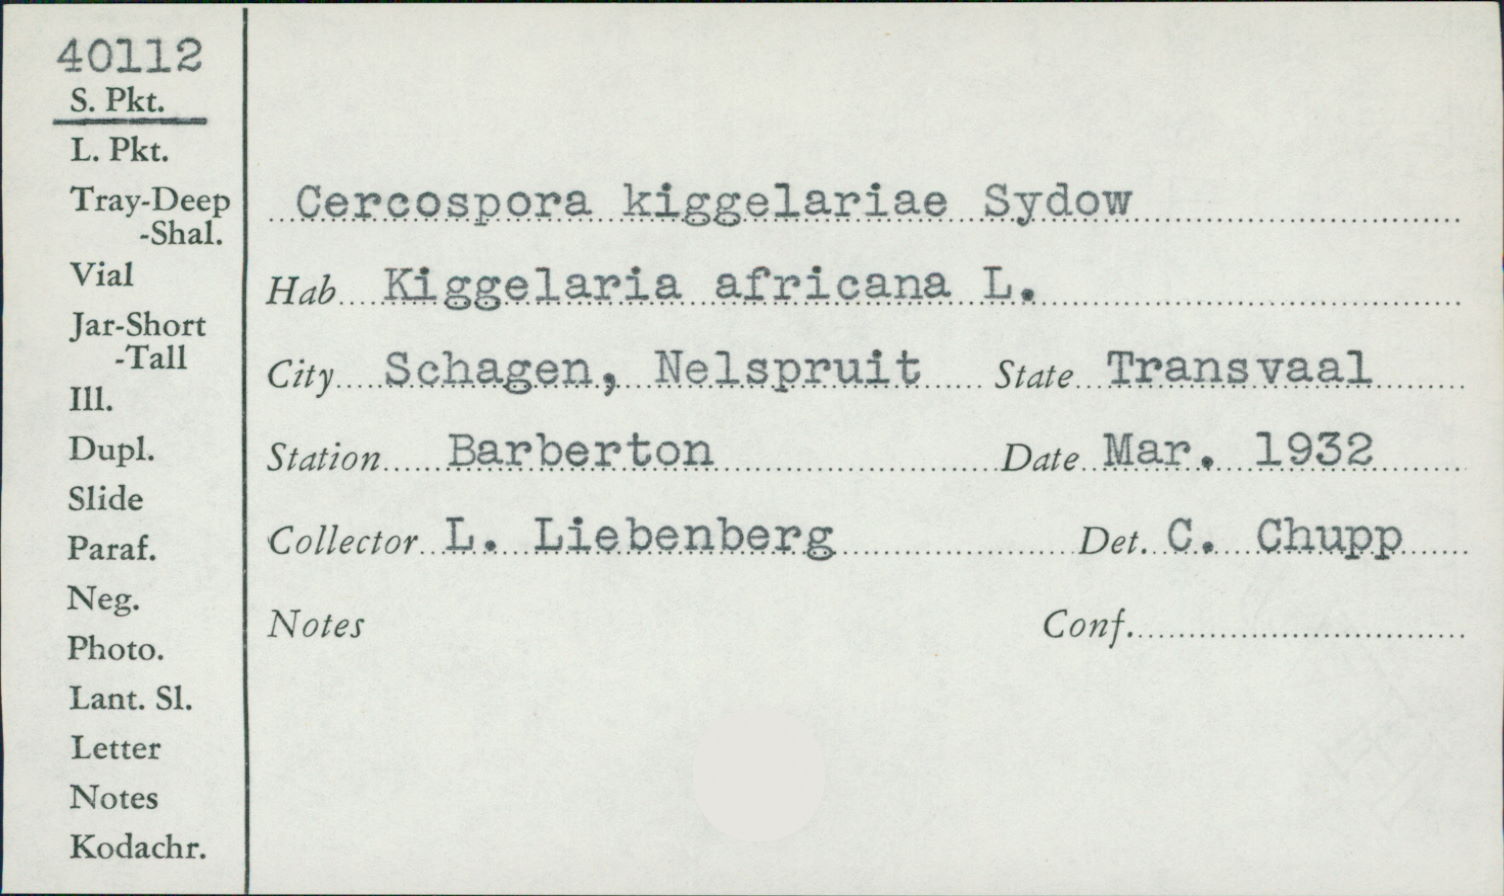 40112
S. Pkt.
L. Pkt.
Tray-Deep
-Shal.
Vial
Jar-Short
-Tall
Ill.
Dupl.
Slide
Paraf.
Neg.
Photo.
Lant. Sl.
Letter
Notes
Kodachr.
Cercospora kiggelariae Sydow
Hab Kiggelaria africana L.
City Schagen, Nelspruit State Transvaal
Station Barberton Date Mar. 1932
Collector L. Liebenberg Det. C. Chupp
Notes Conf.